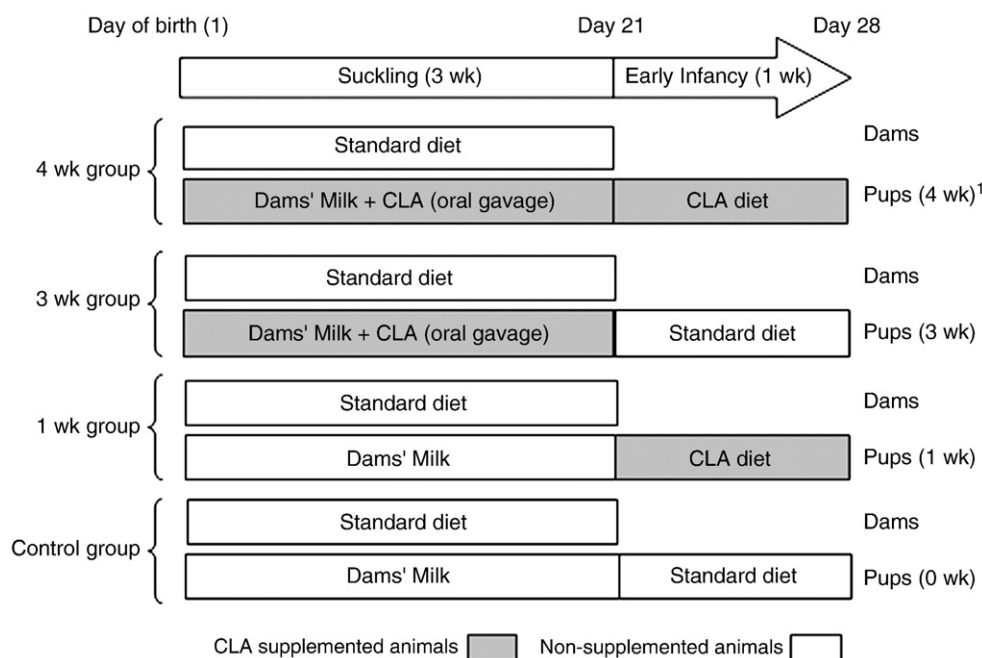 Day of birth (1) Day 21 Day 28
Suckling (3 wk) Early Infancy (1 wk)
4 wk group
Standard diet Dams
Dams' Milk + CLA (oral gavage) CLA diet Pups (4 wk)¹
3 wk group
Standard diet Dams
Dams' Milk + CLA (oral gavage) Standard diet Pups (3 wk)
1 wk group
Standard diet Dams
Dams' Milk CLA diet Pups (1 wk)
Control group
Standard diet Dams
Dams' Milk Standard diet Pups (0 wk)
CLA supplemented animals Non-supplemented animals